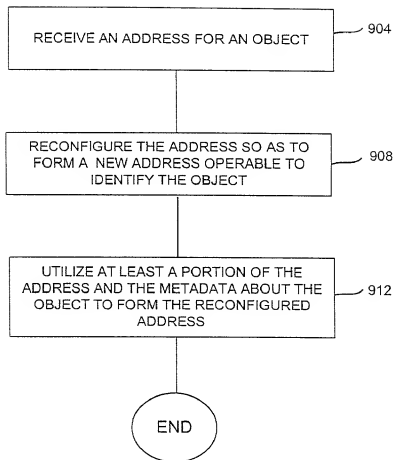 RECEIVE AN ADDRESS FOR AN OBJECT
904
RECONFIGURE THE ADDRESS SO AS TO
FORM A NEW ADDRESS OPERABLE TO
IDENTIFY THE OBJECT
908
UTILIZE AT LEAST A PORTION OF THE
ADDRESS AND THE METADATA ABOUT THE
OBJECT TO FORM THE RECONFIGURED
ADDRESS
912
END